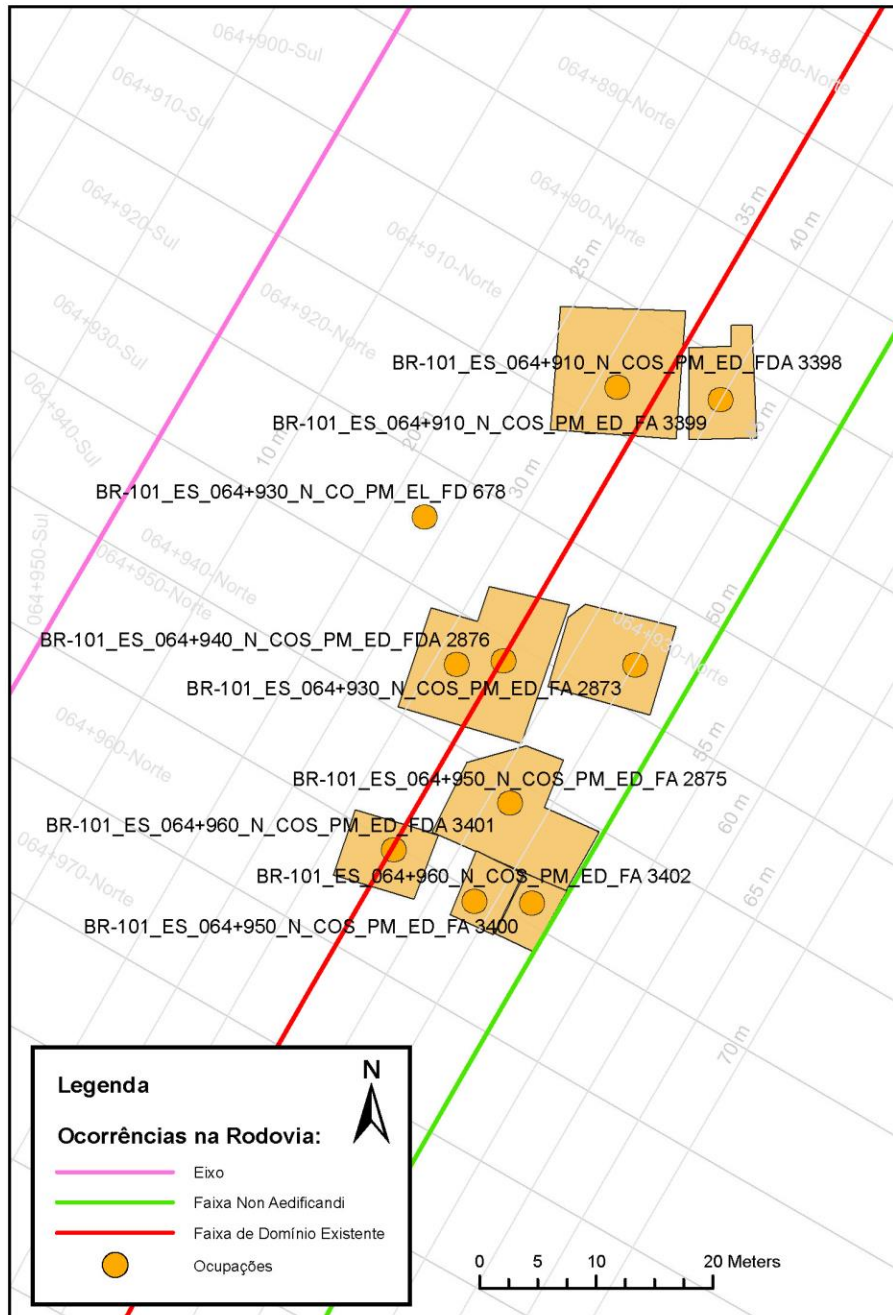 064+900-Sul
064+880-Norte
064+910-Sul
064+890-Norte
064+920-Sul
064+900-Norte
35 m
40 m
064+910-Norte
25 m
064+930-Sul
064+920-Norte
BR-101_ES_064+910_N_COS_PM_ED_FDA 3398
064+940-Sul
20 m
BR-101_ES_064+910_N_COS_PM_ED_FA 3399
45 m
10 m
30 m
BR-101_ES_064+930_N_CO_PM_EL_FD 678
064+950-Sul
064+940-Norte
064+950-Norte
50 m
BR-101_ES_064+940_N_COS_PM_ED_FDA 2876
064+930-Norte
BR-101_ES_064+930_N_COS_PM_ED_FA 2873
064+960-Norte
55 m
BR-101_ES_064+950_N_COS_PM_ED_FA 2875
60 m
BR-101_ES_064+960_N_COS_PM_ED_FDA 3401
064+970-Norte
BR-101_ES_064+960_N_COS_PM_ED_FA 3402
65 m
BR-101_ES_064+950_N_COS_PM_ED_FA 3400
70 m
N
Legenda
Ocorrências na Rodovia:
Eixo
Faixa Non Aedificandi
Faixa de Domínio Existente
Ocupações
0 5 10 20 Meters